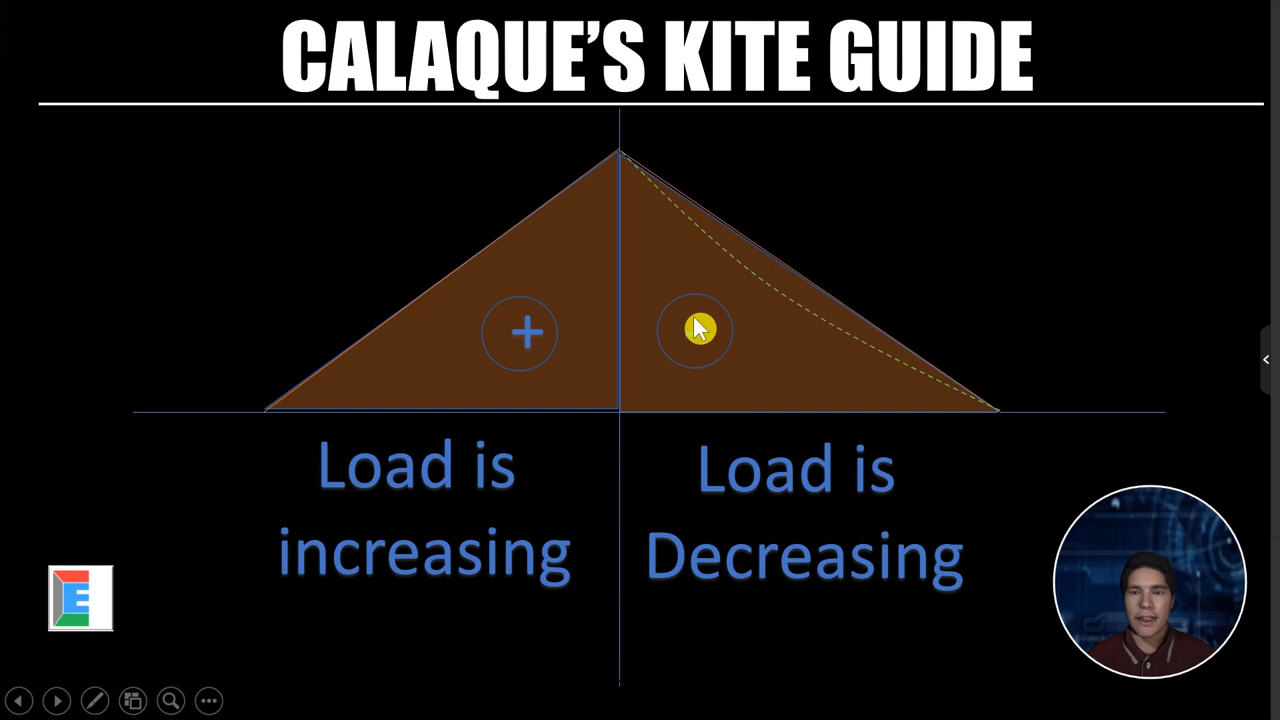 CALAQUE’S KITE GUIDE
+
Load is
increasing
Load is
Decreasing
E